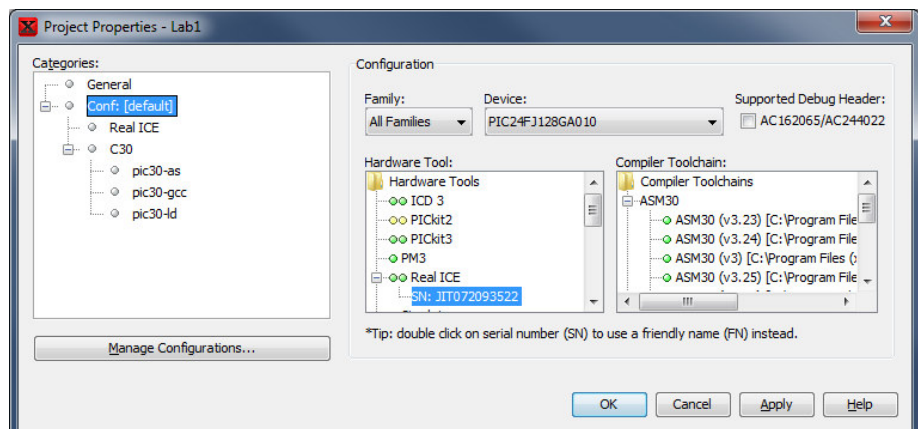 Project Properties - Lab1
Categories:
General
Conf: [default]
Real ICE
C30
pic30-as
pic30-gcc
pic30-ld
Manage Configurations...
Configuration
Family:
Device:
Supported Debug Header:
All Families
PIC24FJ128GA010
AC162065/AC244022
Hardware Tool:
Hardware Tools
ICD 3
PICkit2
PICkit3
PM3
Real ICE
SN: JIT072093522
Compiler Toolchain:
Compiler Toolchains
ASM30
ASM30 (v3.23) [C:\Program File
ASM30 (v3.24) [C:\Program File
ASM30 (v3) [C:\Program Files (
ASM30 (v3.25) [C:\Program File
*Tip: double click on serial number (SN) to use a friendly name (FN) instead.
OK
Cancel
Apply
Help